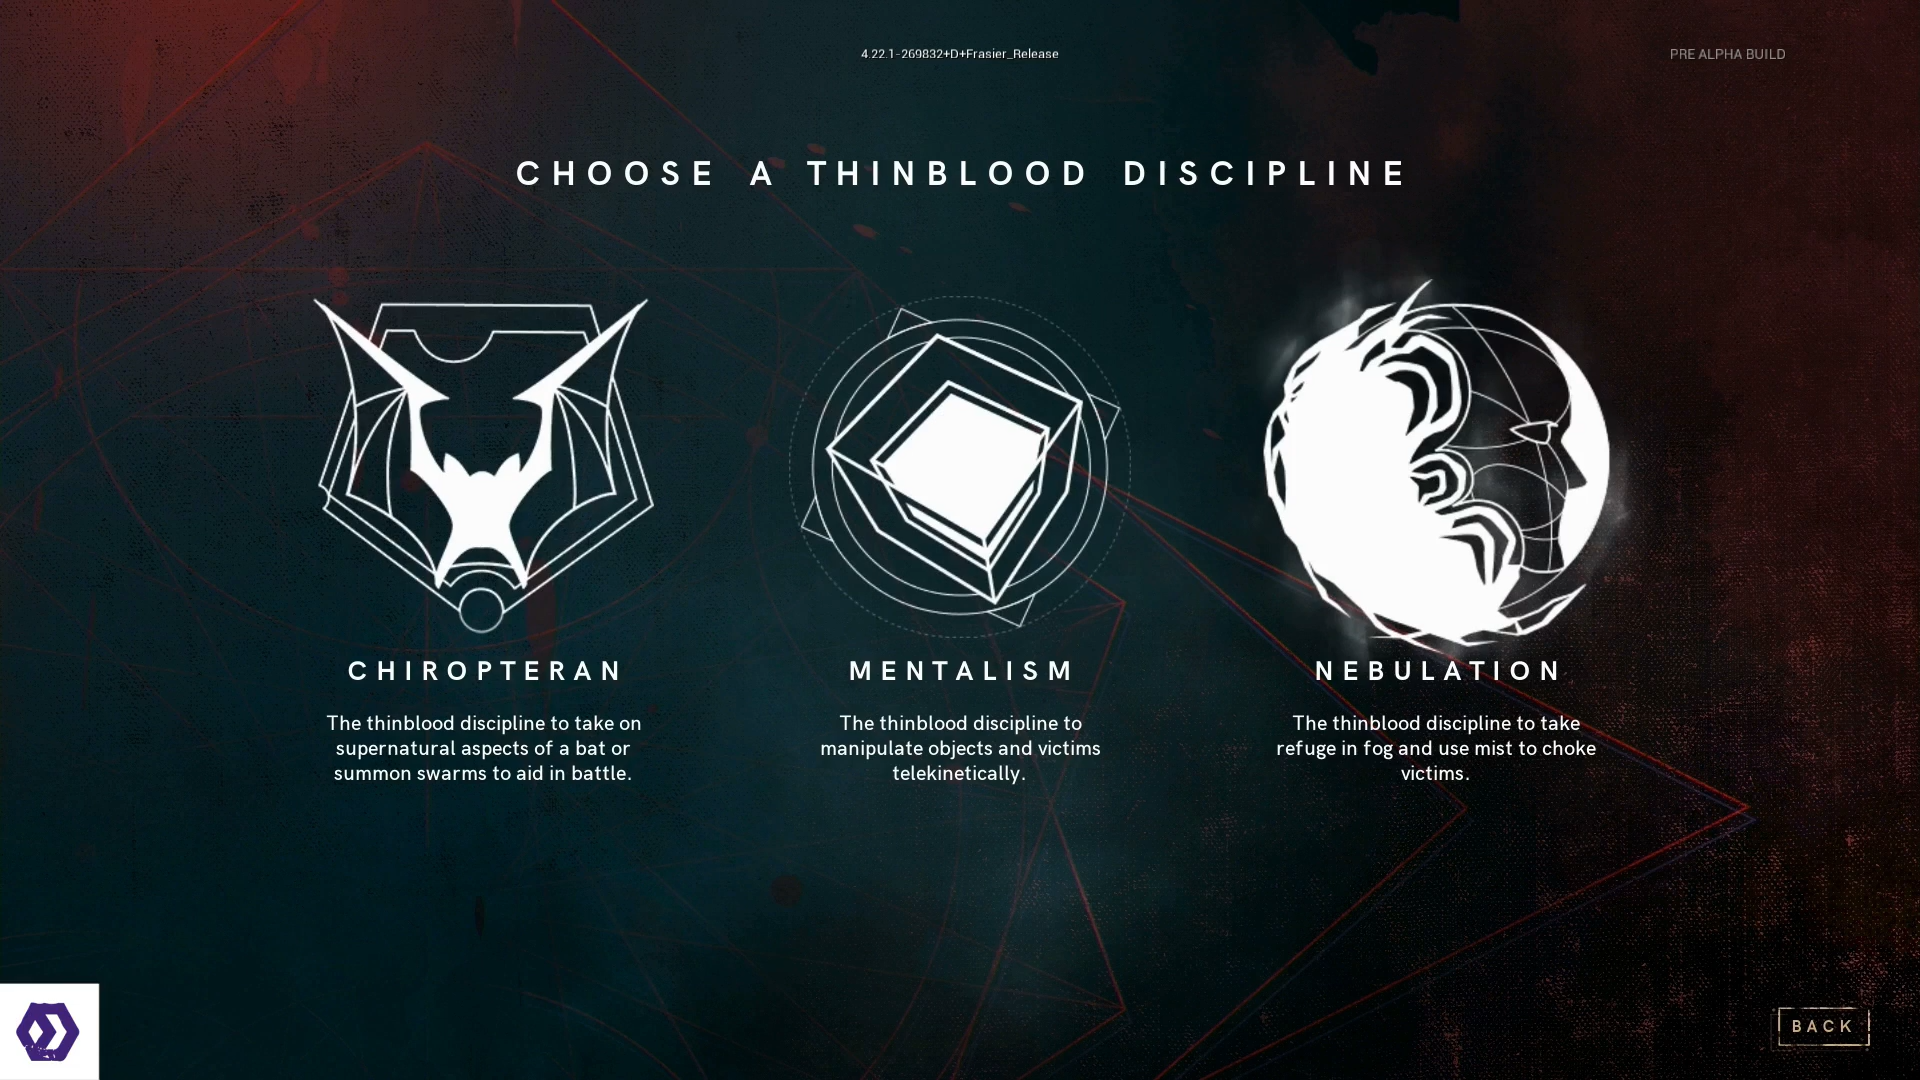 4.22.1-269832+D+Frasier_Release
PRE ALPHA BUILD
CHOOSE A THINBLOOD DISCIPLINE
CHIROPTERAN
The thinblood discipline to take on
supernatural aspects of a bat or
summon swarms to aid in battle.
MENTALISM
The thinblood discipline to
manipulate objects and victims
telekinetically.
NEBULATION
The thinblood discipline to take
refuge in fog and use mist to choke
victims.
BACK